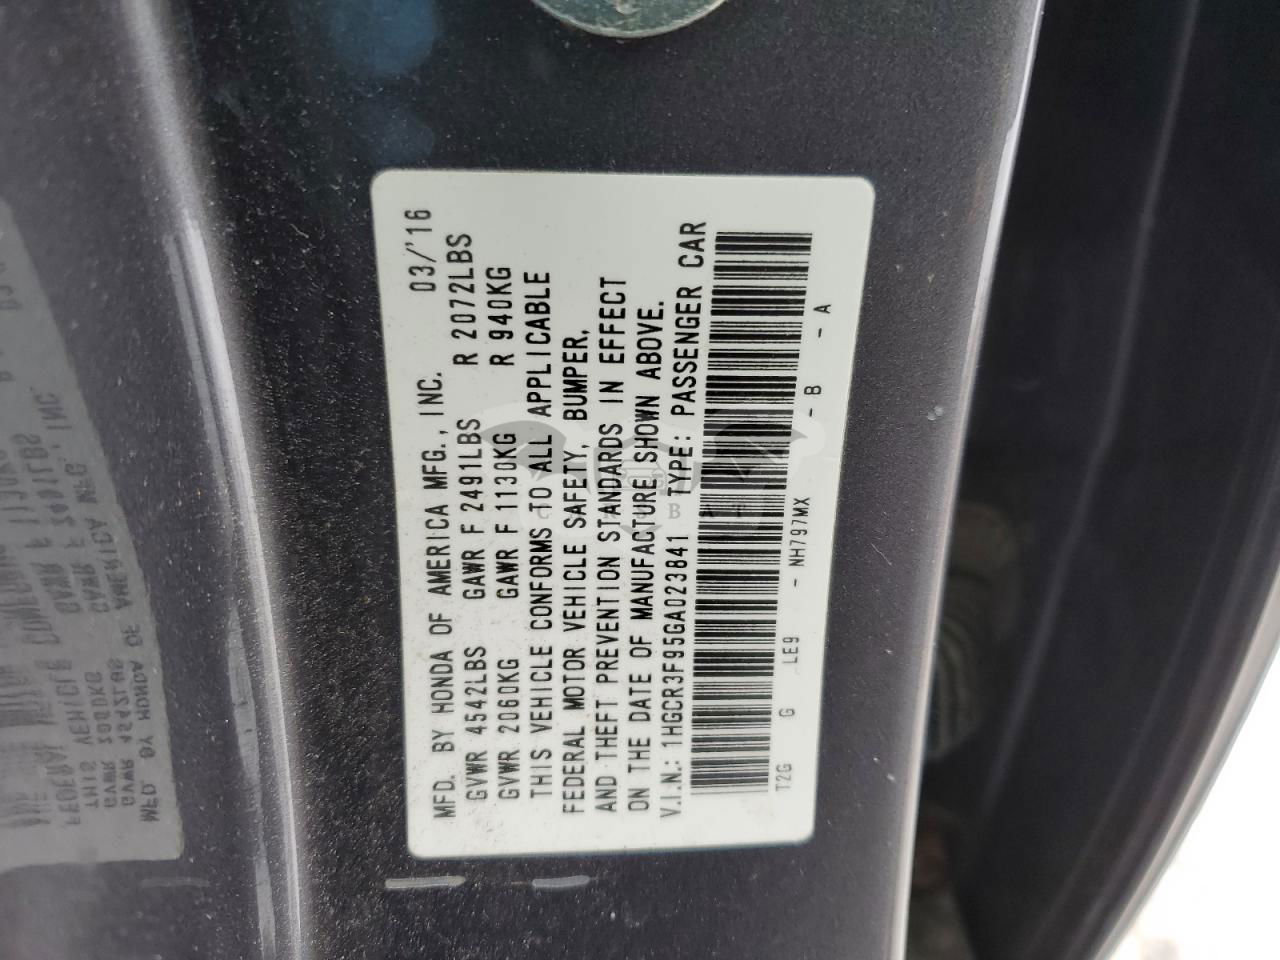 MFD. BY HONDA OF AMERICA MFG., INC. 03/'16
GVWR 4542LBS GAWR F 2491LBS R 2072LBS
GVWR 2060KG GAWR F 1130KG R 940KG
THIS VEHICLE CONFORMS TO ALL APPLICABLE
FEDERAL MOTOR VEHICLE SAFETY, BUMPER,
AND THEFT PREVENTION STANDARDS IN EFFECT
ON THE DATE OF MANUFACTURE SHOWN ABOVE.
V.I.N.: 1HGCR3F95GA023841 TYPE: PASSENGER CAR
T2G G LE9 - NH797MX - B - A